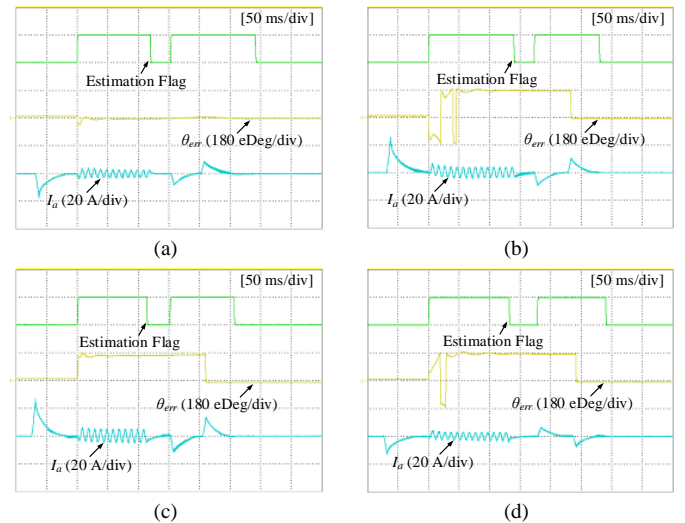 [50 ms/div]
Estimation Flag
θerr (180 eDeg/div)
Ia (20 A/div)
(a)
[50 ms/div]
Estimation Flag
θerr (180 eDeg/div)
Ia (20 A/div)
(b)
[50 ms/div]
Estimation Flag
θerr (180 eDeg/div)
Ia (20 A/div)
(c)
[50 ms/div]
Estimation Flag
θerr (180 eDeg/div)
Ia (20 A/div)
(d)